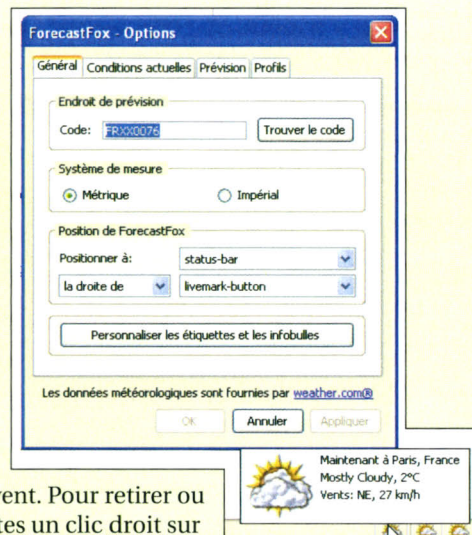 ForecastFox - Options
Général Conditions actuelles Prévision Profils
Endroit de prévision
Code: FRXX0076 Trouver le code
Système de mesure
Métrique Impérial
Position de ForecastFox
Positionner à: status-bar
la droite de livemark-button
Personnaliser les étiquettes et les infobulles
Les données météorologiques sont fournies par weather.com®
OK Annuler Appliquer
Maintenant à Paris, France
Mostly Cloudy, 2°C
Vents: NE, 27 km/h
vent. Pour retirer ou
tes un clic droit sur